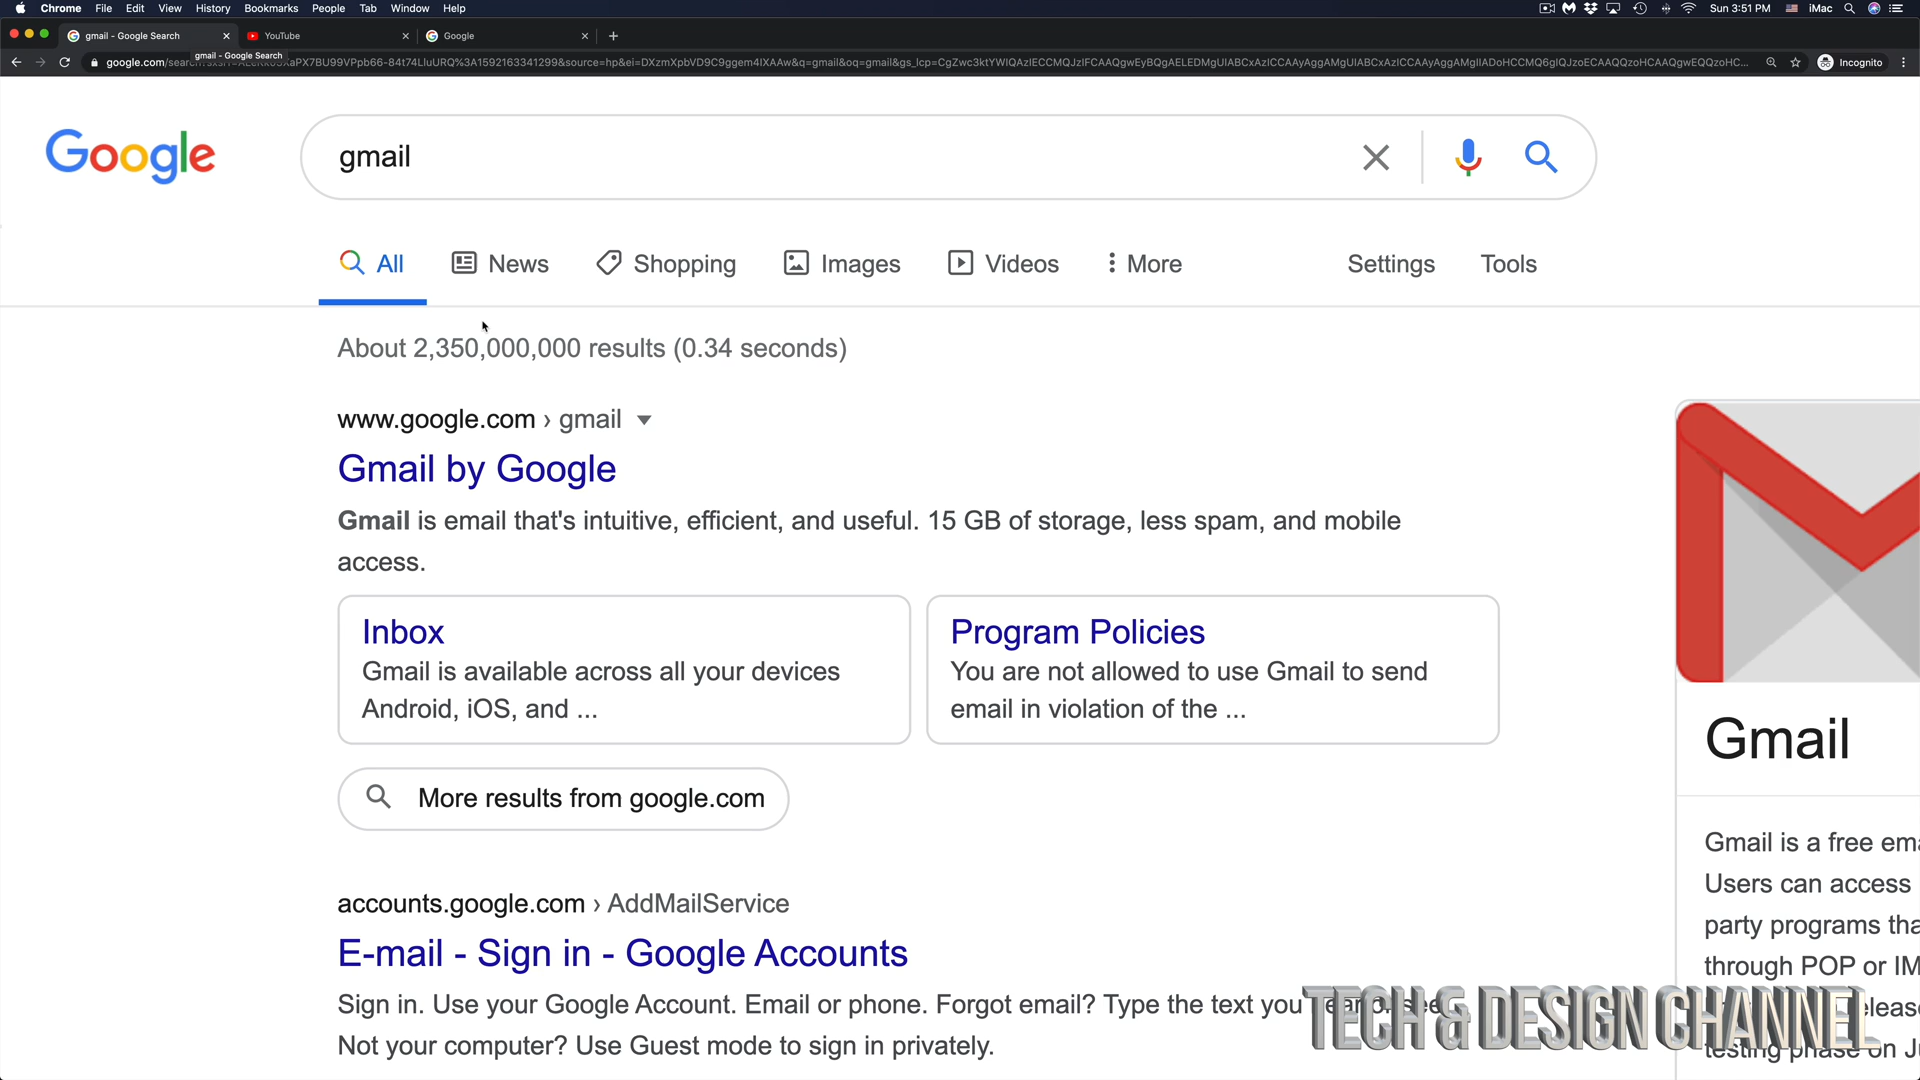 Chrome File Edit View History Bookmarks People Tab Window Help
Sun 3:51 PM iMac
gmail - Google Search YouTube Google
gmail - Google Search
Incognito
Google
gmail
All News Shopping Images Videos More Settings Tools
About 2,350,000,000 results (0.34 seconds)
www.google.com › gmail
Gmail by Google
Gmail is email that's intuitive, efficient, and useful. 15 GB of storage, less spam, and mobile
access.
Inbox
Gmail is available across all your devices
Android, iOS, and ...
Program Policies
You are not allowed to use Gmail to send
email in violation of the ...
More results from google.com
accounts.google.com › AddMailService
E-mail - Sign in - Google Accounts
Sign in. Use your Google Account. Email or phone. Forgot email? Type the text you
Not your computer? Use Guest mode to sign in privately.
Gmail
Gmail is a free ema
Users can access
party programs tha
through POP or IM
testing phase on J
TECH & DESIGN CHANNEL